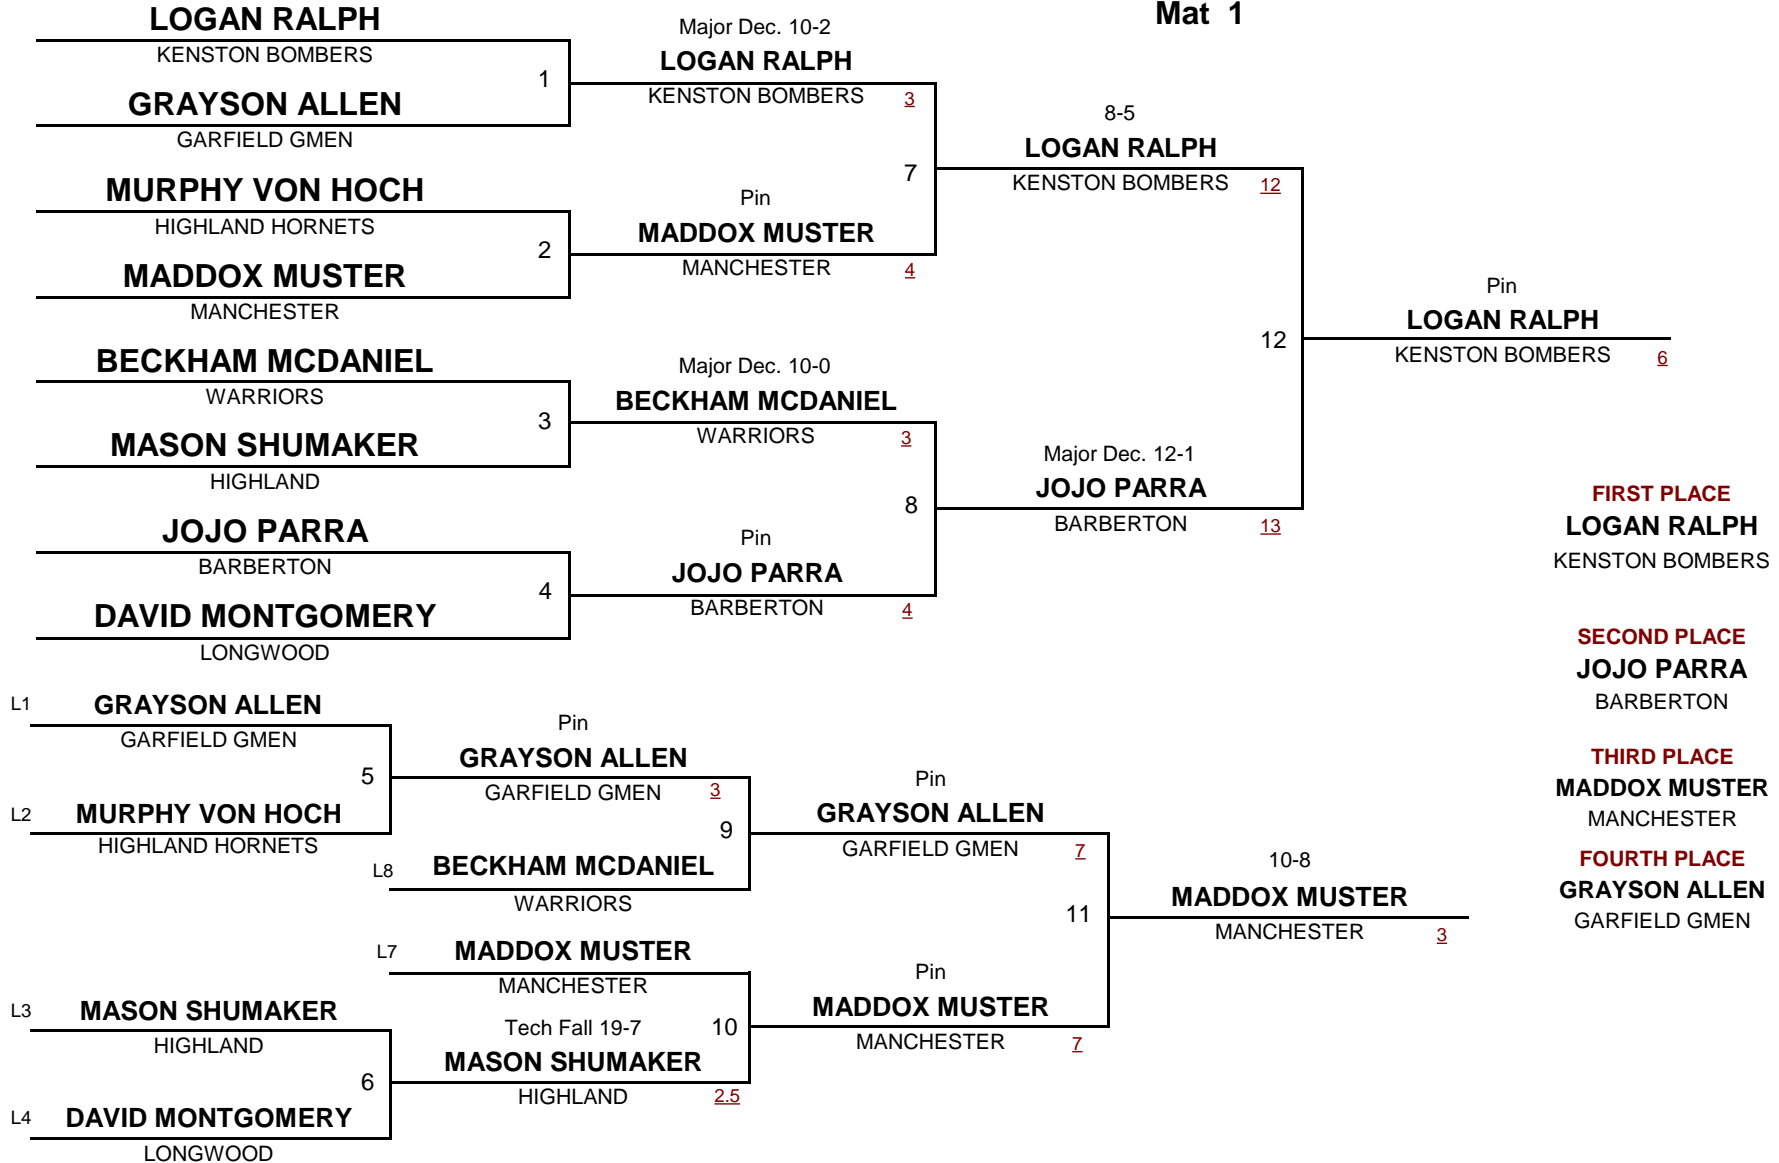 Mat 1
LOGAN RALPH
KENSTON BOMBERS
1
GRAYSON ALLEN
GARFIELD GMEN
MURPHY VON HOCH
HIGHLAND HORNETS
2
MADDOX MUSTER
MANCHESTER
BECKHAM MCDANIEL
WARRIORS
3
MASON SHUMAKER
HIGHLAND
JOJO PARRA
BARBERTON
4
DAVID MONTGOMERY
LONGWOOD
Major Dec. 10-2
LOGAN RALPH
KENSTON BOMBERS 3
7
Pin
MADDOX MUSTER
MANCHESTER 4
Major Dec. 10-0
BECKHAM MCDANIEL
WARRIORS 3
8
Pin
JOJO PARRA
BARBERTON 4
8-5
LOGAN RALPH
KENSTON BOMBERS 12
12
Major Dec. 12-1
JOJO PARRA
BARBERTON 13
Pin
LOGAN RALPH
KENSTON BOMBERS 6
FIRST PLACE
LOGAN RALPH
KENSTON BOMBERS
SECOND PLACE
JOJO PARRA
BARBERTON
THIRD PLACE
MADDOX MUSTER
MANCHESTER
FOURTH PLACE
GRAYSON ALLEN
GARFIELD GMEN
L1 GRAYSON ALLEN
GARFIELD GMEN
5
L2 MURPHY VON HOCH
HIGHLAND HORNETS
L3 MASON SHUMAKER
HIGHLAND
6
L4 DAVID MONTGOMERY
LONGWOOD
Pin
GRAYSON ALLEN
GARFIELD GMEN 3
9
L8 BECKHAM MCDANIEL
WARRIORS
L7 MADDOX MUSTER
MANCHESTER
Tech Fall 19-7 10
MASON SHUMAKER
HIGHLAND 2.5
Pin
GRAYSON ALLEN
GARFIELD GMEN 7
11
Pin
MADDOX MUSTER
MANCHESTER 7
10-8
MADDOX MUSTER
MANCHESTER 3